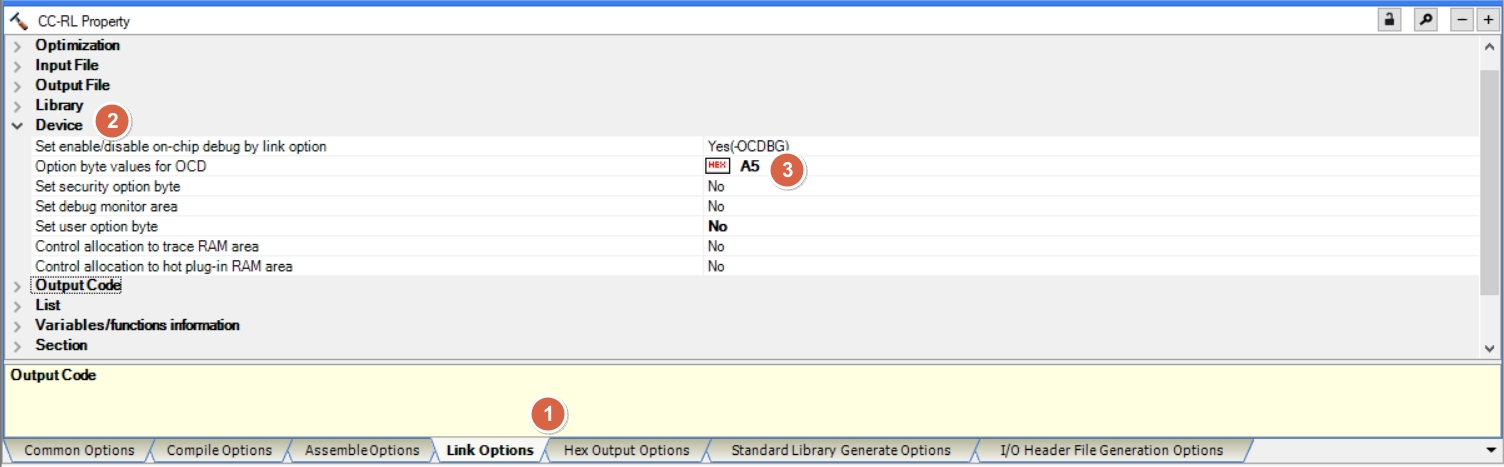 CC-RL Property
Optimization
Input File
Output File
Library
Device 2
Set enable/disable on-chip debug by link option Yes(-OCDBG)
Option byte values for OCD HEX A5 3
Set security option byte No
Set debug monitor area No
Set user option byte No
Control allocation to trace RAM area No
Control allocation to hot plug-in RAM area No
Output Code
List
Variables/functions information
Section
Output Code
1
Common Options Compile Options Assemble Options Link Options Hex Output Options Standard Library Generate Options I/O Header File Generation Options